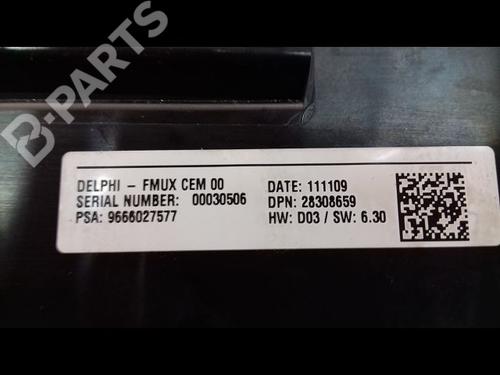 B-PARTS
DELPHI - FMUX CEM 00
SERIAL NUMBER: 00030506
PSA: 9666027577
DATE: 111109
DPN: 28308659
HW: D03 / SW: 6.30